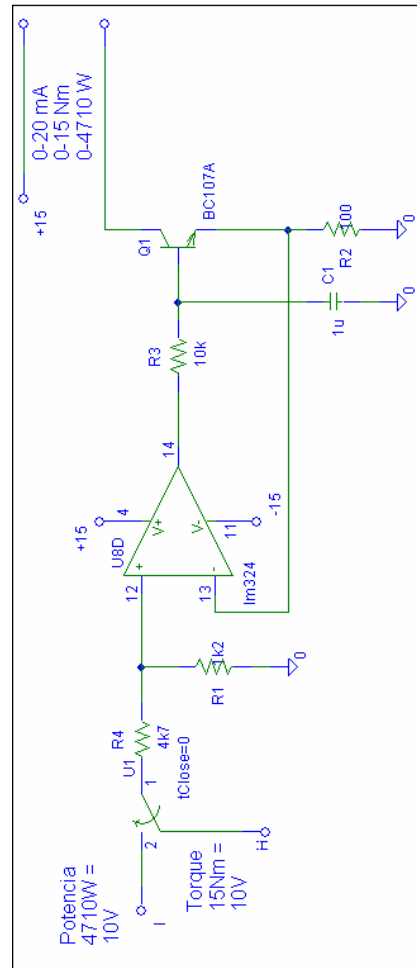 Potencia
4710W =
10V
I
2
1
U1
tClose=0
H
Torque
15Nm =
10V
R4
4k7
R1
1k2
0
12
13
+
-
U8D
lm324
+15
4
V+
V-
11
-15
14
R3
10k
Q1
BC107A
C1
1u
0
R2
100
0
+15
0-20 mA
0-15 Nm
0-4710 W